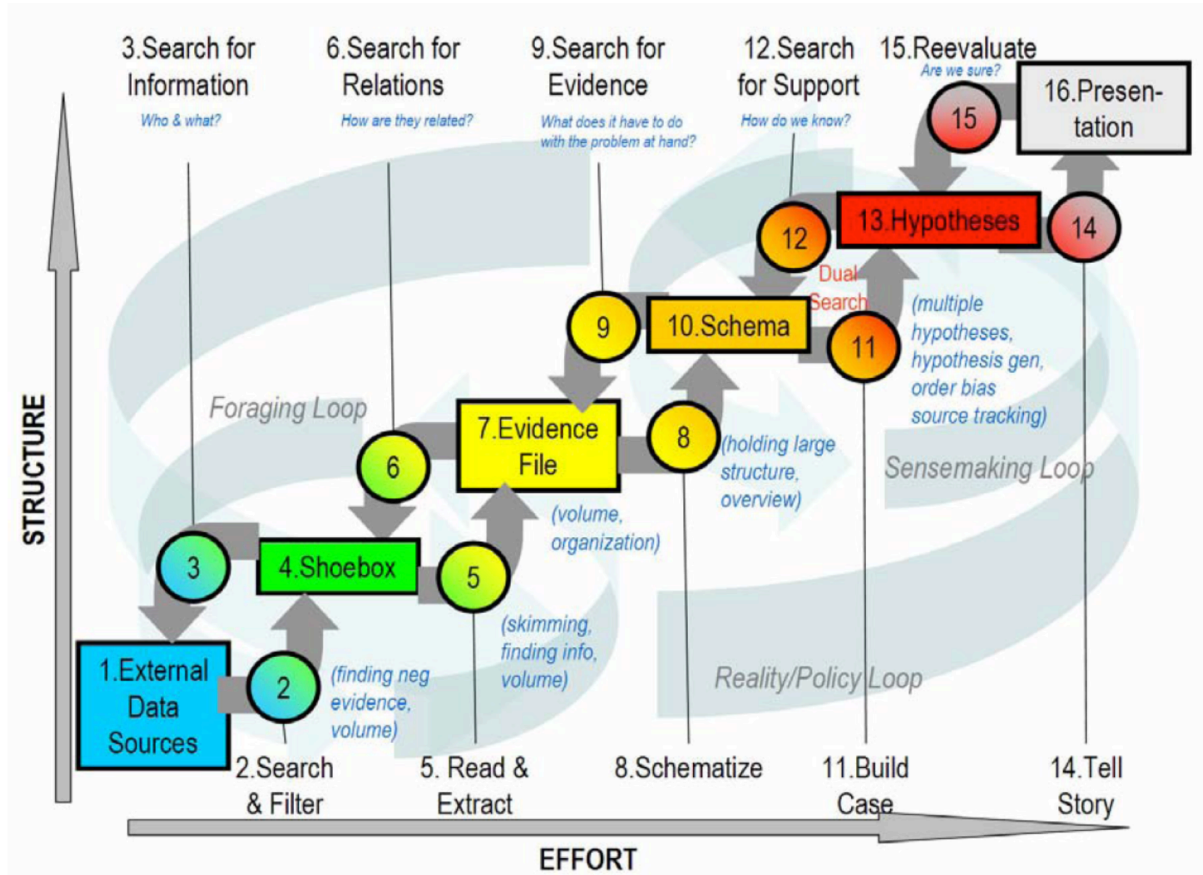 3.Search for
Information
Who & what?
6.Search for
Relations
How are they related?
9.Search for
Evidence
What does it have to do
with the problem at hand?
12.Search
for Support
How do we know?
15.Reevaluate
Are we sure?
15
16.Presen-
tation
12
13.Hypotheses
14
Dual
Search
9
10.Schema
11
(multiple
hypotheses,
hypothesis gen,
order bias
source tracking)
Foraging Loop
6
7.Evidence
File
8
(holding large
structure,
overview)
Sensemaking Loop
(volume,
organization)
3
4.Shoebox
5
(skimming,
finding info,
volume)
1.External
Data
Sources
2
(finding neg
evidence,
volume)
Reality/Policy Loop
2.Search
& Filter
5. Read &
Extract
8.Schematize
11.Build
Case
14.Tell
Story
STRUCTURE
EFFORT